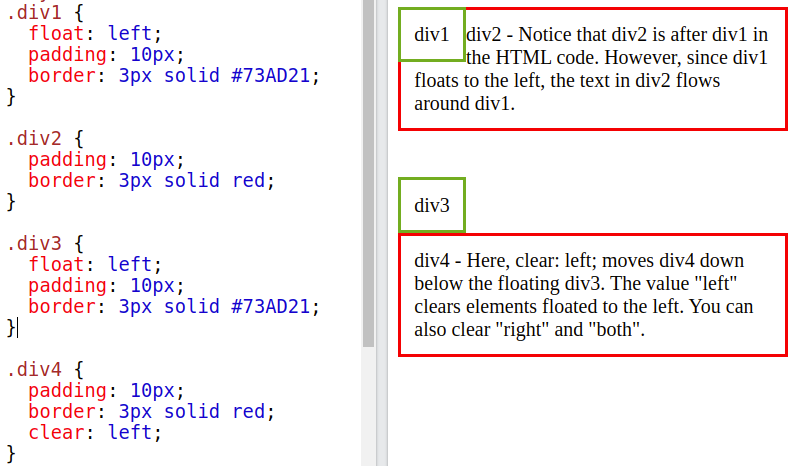 .div1 {
  float: left;
  padding: 10px;
  border: 3px solid #73AD21;
}
.div2 {
  padding: 10px;
  border: 3px solid red;
}
.div3 {
  float: left;
  padding: 10px;
  border: 3px solid #73AD21;
}
.div4 {
  padding: 10px;
  border: 3px solid red;
  clear: left;
}
div1
div2 - Notice that div2 is after div1 in
the HTML code. However, since div1
floats to the left, the text in div2 flows
around div1.
div3
div4 - Here, clear: left; moves div4 down
below the floating div3. The value "left"
clears elements floated to the left. You can
also clear "right" and "both".